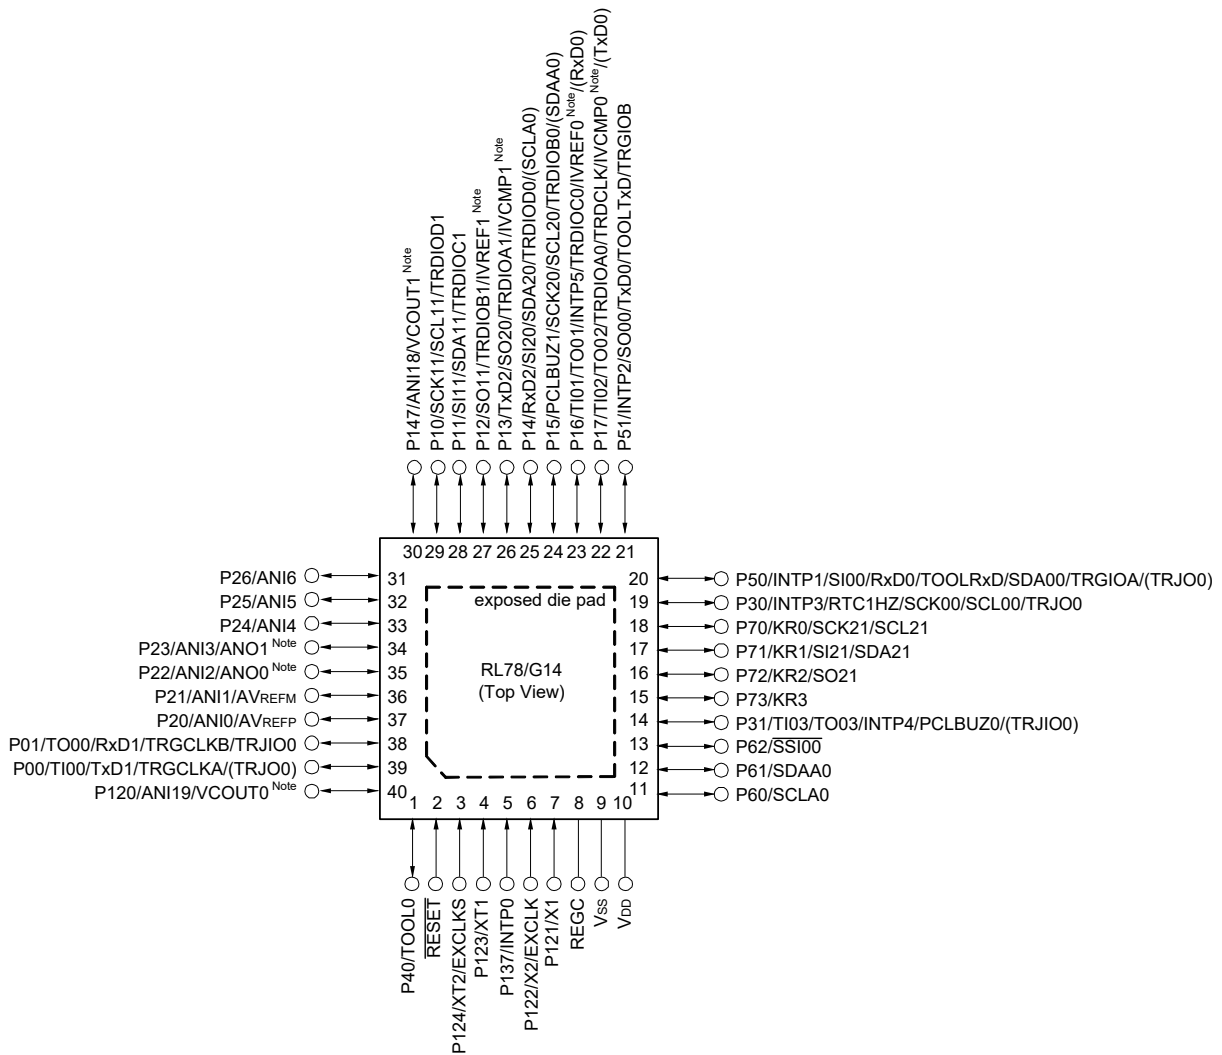 P147/ANI18/VCOUT1 Note
P10/SCK11/SCL11/TRDIOD1
P11/SI11/SDA11/TRDIOC1
P12/SO11/TRDIOB1/IVREF1 Note
P13/TxD2/SO20/TRDIOA1/IVCMP1 Note
P14/RxD2/SI20/SDA20/TRDIOD0/(SCLA0)
P15/PCLBUZ1/SCK20/SCL20/TRDIOB0/(SDAA0)
P16/TI01/TO01/INTP5/TRDIOC0/IVREF0 Note/(RxD0)
P17/TI02/TO02/TRDIOA0/TRDCLK/IVCMP0 Note/(TxD0)
P51/INTP2/SO00/TxD0/TOOLTxD/TRGIOB
30 29 28 27 26 25 24 23 22 21
P26/ANI6 31
P25/ANI5 32
P24/ANI4 33
P23/ANI3/ANO1 Note 34
P22/ANI2/ANO0 Note 35
P21/ANI1/AVREFM 36
P20/ANI0/AVREFP 37
P01/TO00/RxD1/TRGCLKB/TRJIO0 38
P00/TI00/TxD1/TRGCLKA/(TRJO0) 39
P120/ANI19/VCOUT0 Note 40
exposed die pad
RL78/G14
(Top View)
20 P50/INTP1/SI00/RxD0/TOOLRxD/SDA00/TRGIOA/(TRJO0)
19 P30/INTP3/RTC1HZ/SCK00/SCL00/TRJO0
18 P70/KR0/SCK21/SCL21
17 P71/KR1/SI21/SDA21
16 P72/KR2/SO21
15 P73/KR3
14 P31/TI03/TO03/INTP4/PCLBUZ0/(TRJIO0)
13 P62/SSI00
12 P61/SDAA0
11 P60/SCLA0
1 2 3 4 5 6 7 8 9 10
P40/TOOL0
RESET
P124/XT2/EXCLKS
P123/XT1
P137/INTP0
P122/X2/EXCLK
P121/X1
REGC
VSS
VDD